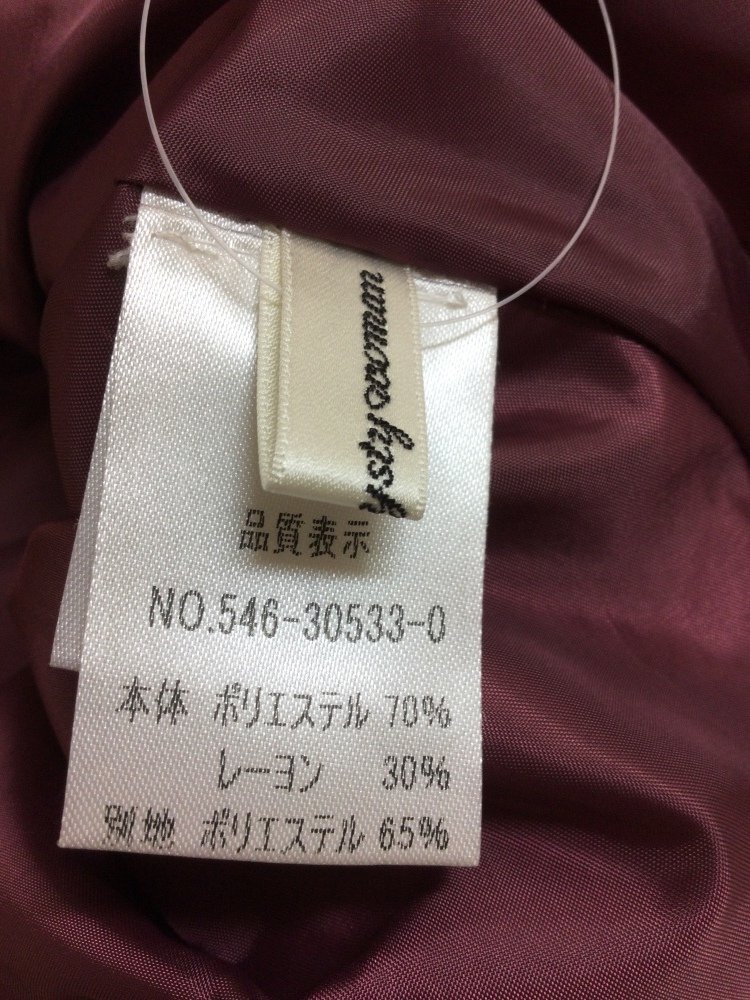 品質表示
NO.546-30533-0
本体 ポリエステル 70%
レーヨン 30%
別地 ポリエステル 65%